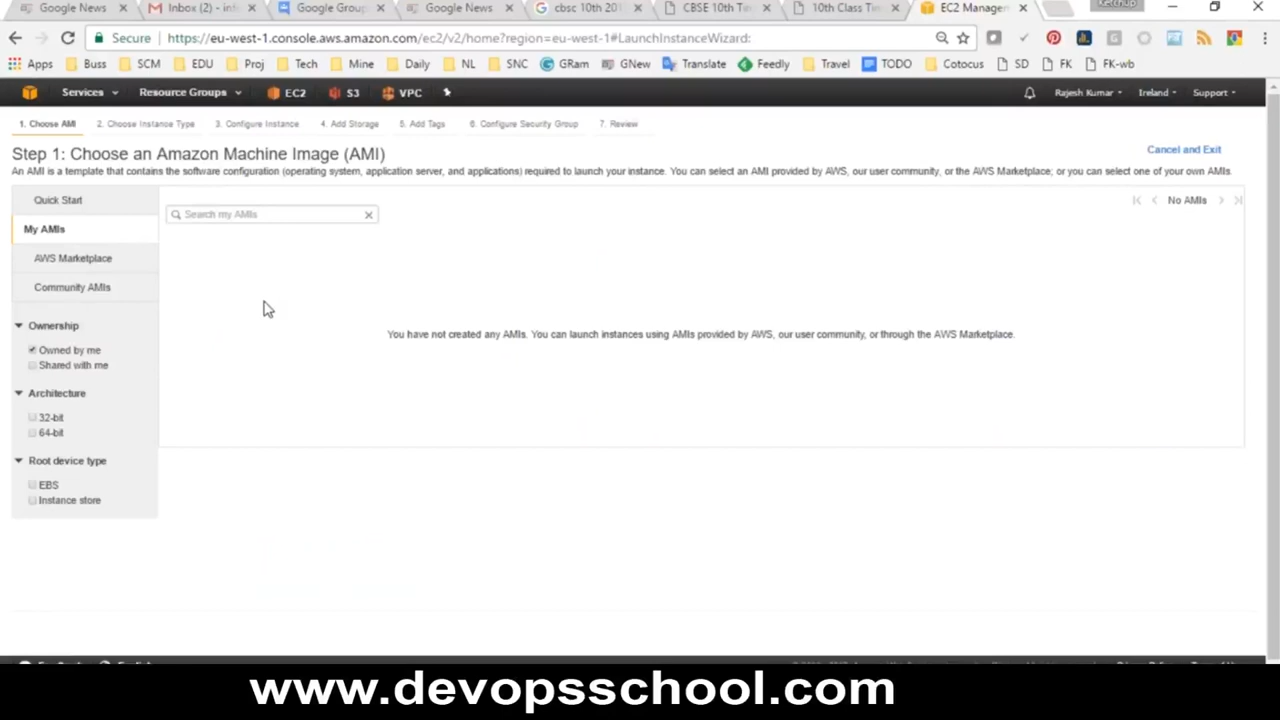 Google News
Inbox (2) - inf
Google Group
Google News
cbsc 10th 201
CBSE 10th Tim
10th Class Tim
EC2 Manage
Ketchup
Secure
https://eu-west-1.console.aws.amazon.com/ec2/v2/home?region=eu-west-1#LaunchInstanceWizard:
Apps Buss SCM EDU Proj Tech Mine Daily NL SNC GRam GNew Translate Feedly Travel TODO Cotocus SD FK FK-wb
Services Resource Groups EC2 S3 VPC Rajesh Kumar Ireland Support
1. Choose AMI 2. Choose Instance Type 3. Configure Instance 4. Add Storage 5. Add Tags 6. Configure Security Group 7. Review
Step 1: Choose an Amazon Machine Image (AMI)
Cancel and Exit
An AMI is a template that contains the software configuration (operating system, application server, and applications) required to launch your instance. You can select an AMI provided by AWS, our user community, or the AWS Marketplace; or you can select one of your own AMIs.
Quick Start
My AMIs
AWS Marketplace
Community AMIs
Search my AMIs
No AMIs
You have not created any AMIs. You can launch instances using AMIs provided by AWS, our user community, or through the AWS Marketplace.
Ownership
Owned by me
Shared with me
Architecture
32-bit
64-bit
Root device type
EBS
Instance store
www.devopsschool.com